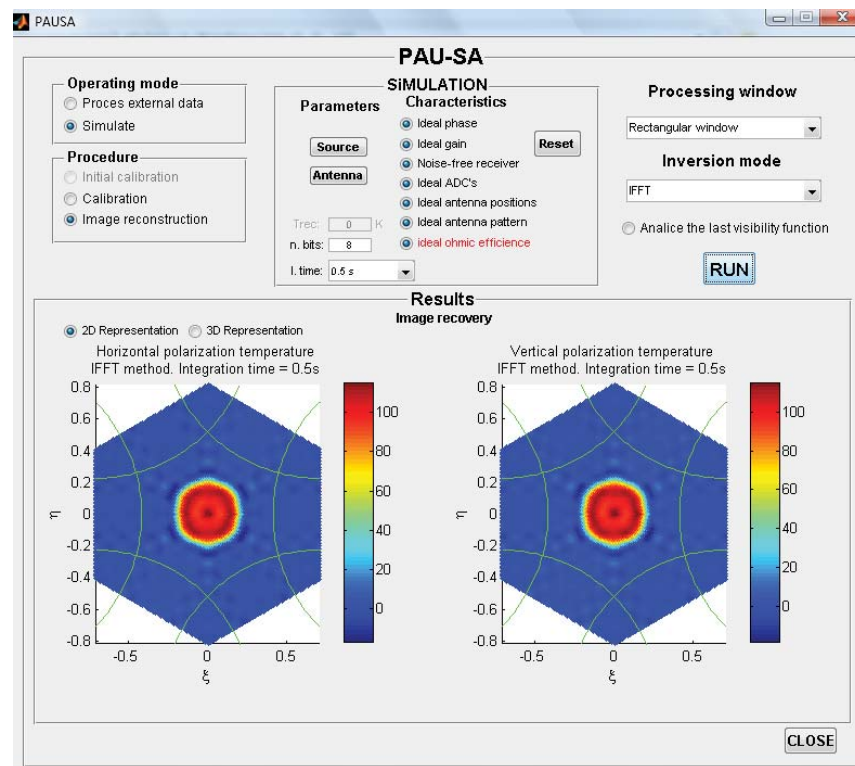 PAUSA
PAU-SA
Operating mode
Proces external data
Simulate
Procedure
Initial calibration
Calibration
Image reconstruction
SiMULATION
Parameters
Characteristics
Source
Antenna
Trec: 0 K
n. bits: 8
I. time: 0.5 s
Ideal phase
Ideal gain
Noise-free receiver
Ideal ADC's
Ideal antenna positions
Ideal antenna pattern
ideal ohmic efficience
Reset
Processing window
Rectangular window
Inversion mode
IFFT
Analice the last visibility function
RUN
Results
Image recovery
2D Representation 3D Representation
Horizontal polarization temperature
IFFT method. Integration time = 0.5s
0.8
0.6
0.4
0.2
0
-0.2
-0.4
-0.6
-0.8
η
-0.5 0 0.5
ξ
100
80
60
40
20
0
Vertical polarization temperature
IFFT method. Integration time = 0.5s
0.8
0.6
0.4
0.2
0
-0.2
-0.4
-0.6
-0.8
η
-0.5 0 0.5
ξ
100
80
60
40
20
0
CLOSE